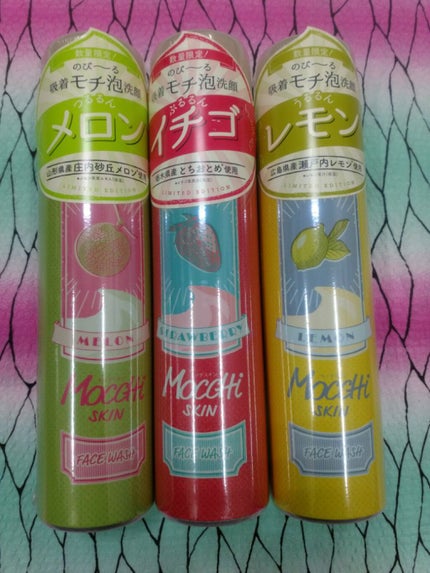 数量限定!
のび〜る
吸着モチ泡洗顔
つるるん
メロン
山形県産庄内砂丘メロン使用
LIMITED EDITION
MELON
MoccHi
SKIN
FACE WASH
数量限定!
のび〜る
吸着モチ泡洗顔
ぷるるん
イチゴ
栃木県産とちおとめ使用
LIMITED EDITION
STRAWBERRY
MoccHi
SKIN
FACE WASH
数量限定!
のび〜る
吸着モチ泡洗顔
うるるん
レモン
広島県産瀬戸内レモン使用
LIMITED EDITION
LEMON
MoccHi
SKIN
FACE WASH